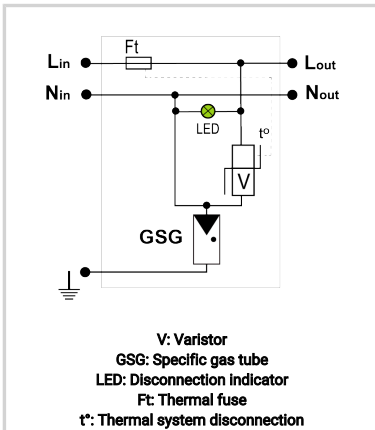 Ft
Lin Lout
Nin Nout
LED
t°
V
GSG
V: Varistor
GSG: Specific gas tube
LED: Disconnection indicator
Ft: Thermal fuse
t°: Thermal system disconnection